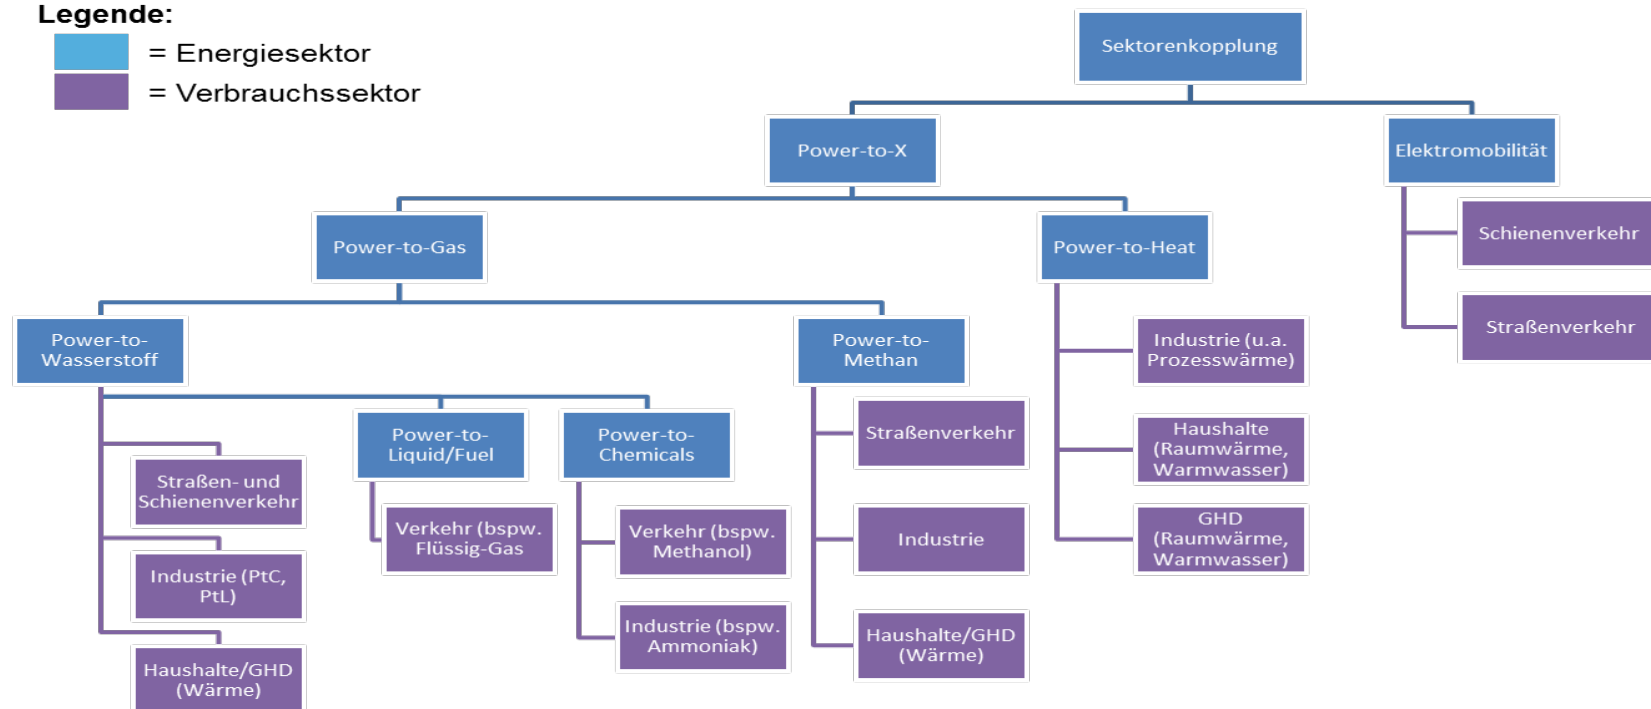 Legende:
= Energiesektor
= Verbrauchssektor
Sektorenkopplung
Power-to-X
Elektromobilität
Power-to-Gas
Power-to-Heat
Schienenverkehr
Straßenverkehr
Power-to-
Wasserstoff
Power-to-
Methan
Industrie (u.a.
Prozesswärme)
Haushalte
(Raumwärme,
Warmwasser)
GHD
(Raumwärme,
Warmwasser)
Power-to-
Liquid/Fuel
Power-to-
Chemicals
Straßenverkehr
Industrie
Haushalte/GHD
(Wärme)
Straßen- und
Schienenverkehr
Industrie (PtC,
PtL)
Haushalte/GHD
(Wärme)
Verkehr (bspw.
Flüssig-Gas
Verkehr (bspw.
Methanol)
Industrie (bspw.
Ammoniak)